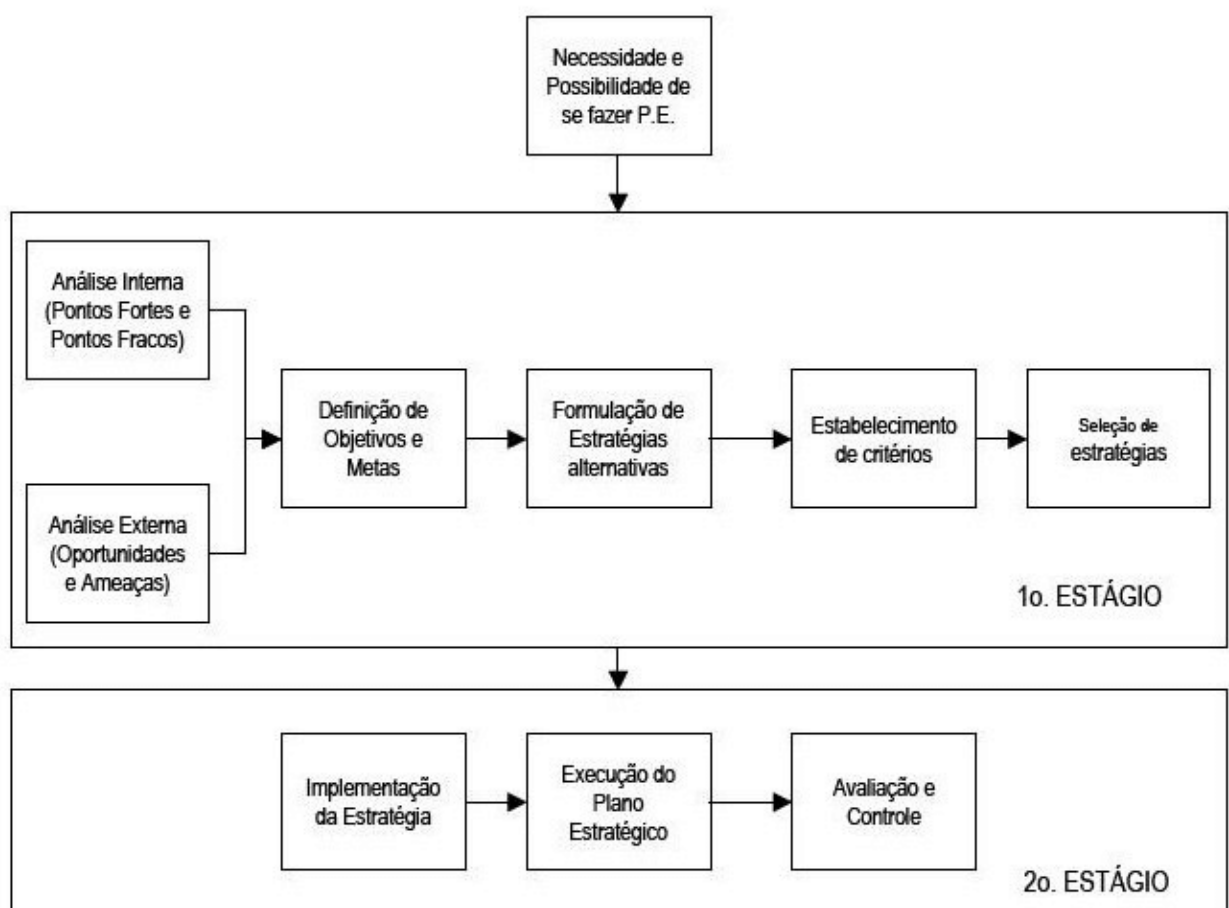 Necessidade e
Possibilidade de
se fazer P.E.
Análise Interna
(Pontos Fortes e
Pontos Fracos)
Análise Externa
(Oportunidades
e Ameaças)
Definição de
Objetivos e
Metas
Formulação de
Estratégias
alternativas
Estabelecimento
de critérios
Seleção de
estratégias
1o. ESTÁGIO
Implementação
da Estratégia
Execução do
Plano
Estratégico
Avaliação e
Controle
2o. ESTÁGIO